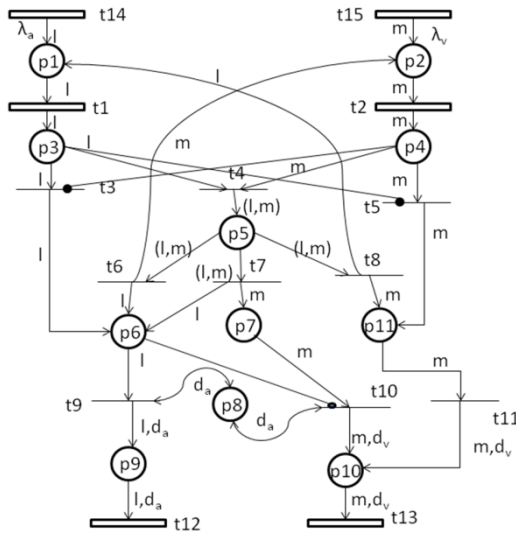 t14 t15
λa l m λv
p1 p2
l l m
t1 t2
l m
p3 l m p4
l t3 t4 m m
(l,m) t5
p5
(l,m) (l,m) m
t6 (l,m) t7 t8
l l m m
l p6 p7 p11
l m m
da t10
t9 p8 da t11
l,da m,dv m,dv
p9 p10
l,da m,dv
t12 t13